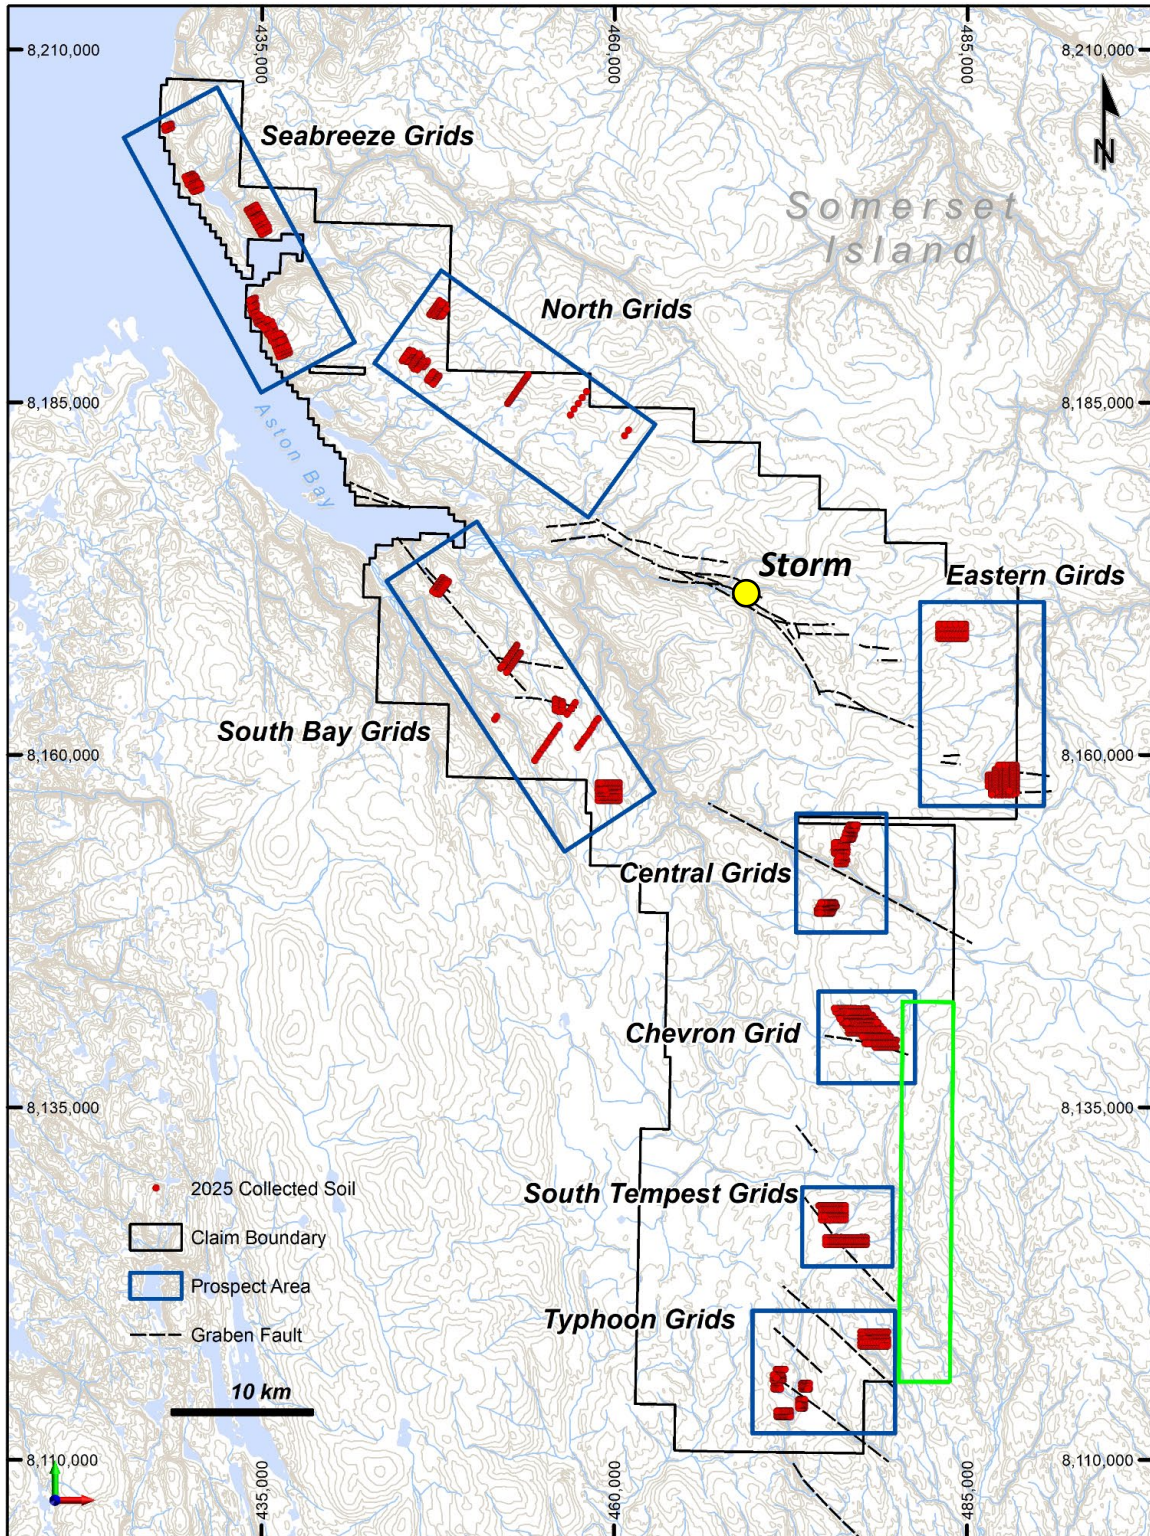 435,000
460,000
485,000
8,210,000
8,210,000
N
Seabreeze Grids
Somerset
Island
North Grids
8,185,000
8,185,000
Aston Bay
Storm
Eastern Girds
South Bay Grids
8,160,000
8,160,000
Central Grids
Chevron Grid
8,135,000
8,135,000
2025 Collected Soil
South Tempest Grids
Claim Boundary
Prospect Area
Typhoon Grids
Graben Fault
10 km
8,110,000
8,110,000
435,000
460,000
485,000